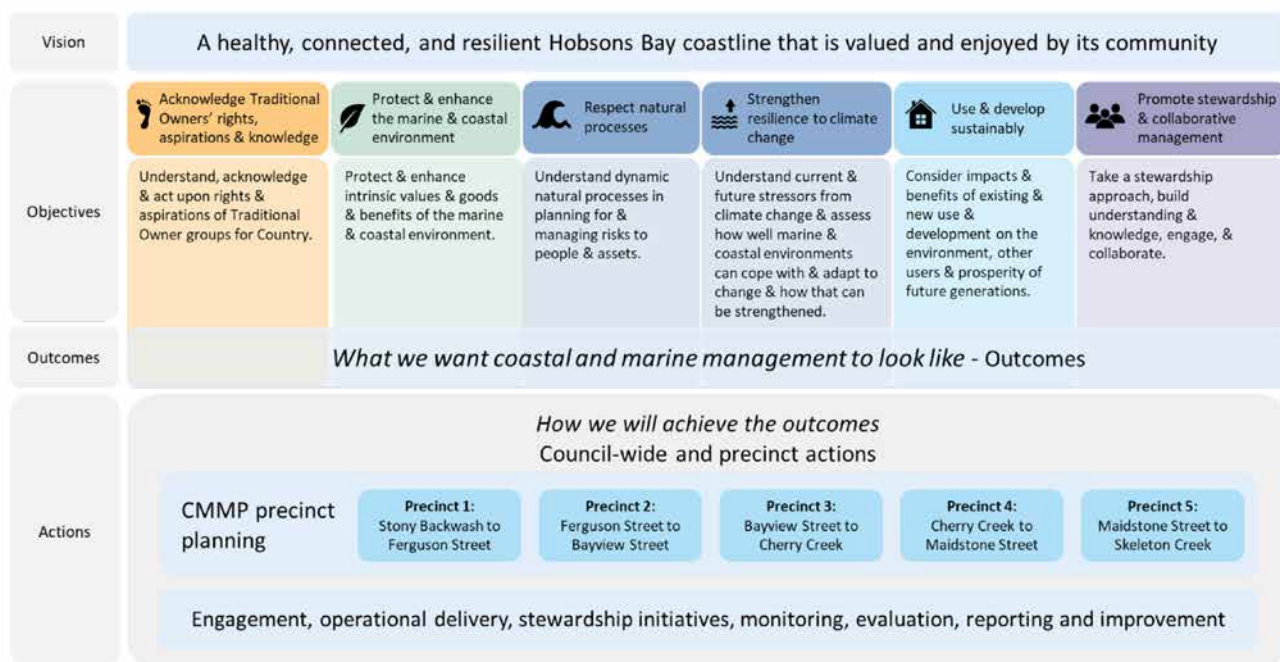 Vision
A healthy, connected, and resilient Hobsons Bay coastline that is valued and enjoyed by its community
Objectives
Acknowledge Traditional
Owners' rights,
aspirations & knowledge
Protect & enhance
the marine & coastal
environment
Respect natural
processes
Strengthen
resilience to climate
change
Use & develop
sustainably
Promote stewardship
& collaborative
management
Understand, acknowledge
& act upon rights &
aspirations of Traditional
Owner groups for Country.
Protect & enhance
intrinsic values & goods
& benefits of the marine
& coastal environment.
Understand dynamic
natural processes in
planning for &
managing risks to
people & assets.
Understand current &
future stressors from
climate change & assess
how well marine &
coastal environments
can cope with & adapt to
change & how that can
be strengthened.
Consider impacts &
benefits of existing &
new use &
development on the
environment, other
users & prosperity of
future generations.
Take a stewardship
approach, build
understanding &
knowledge, engage, &
collaborate.
Outcomes
What we want coastal and marine management to look like - Outcomes
Actions
How we will achieve the outcomes
Council-wide and precinct actions
CMMP precinct
planning
Precinct 1:
Stony Backwash to
Ferguson Street
Precinct 2:
Ferguson Street to
Bayview Street
Precinct 3:
Bayview Street to
Cherry Creek
Precinct 4:
Cherry Creek to
Maidstone Street
Precinct 5:
Maidstone Street to
Skeleton Creek
Engagement, operational delivery, stewardship initiatives, monitoring, evaluation, reporting and improvement